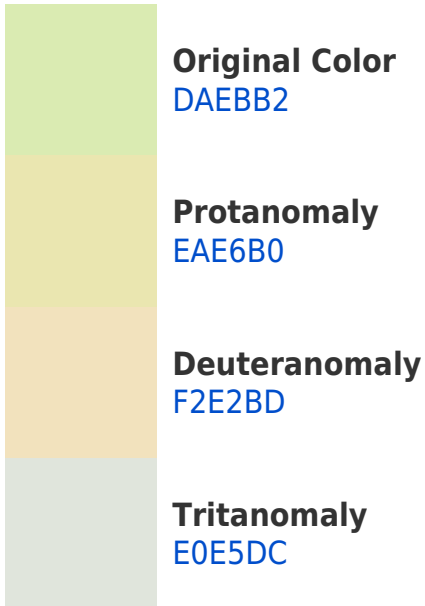 Original Color
DAEBB2
Protanomaly
EAE6B0
Deuteranomaly
F2E2BD
Tritanomaly
E0E5DC